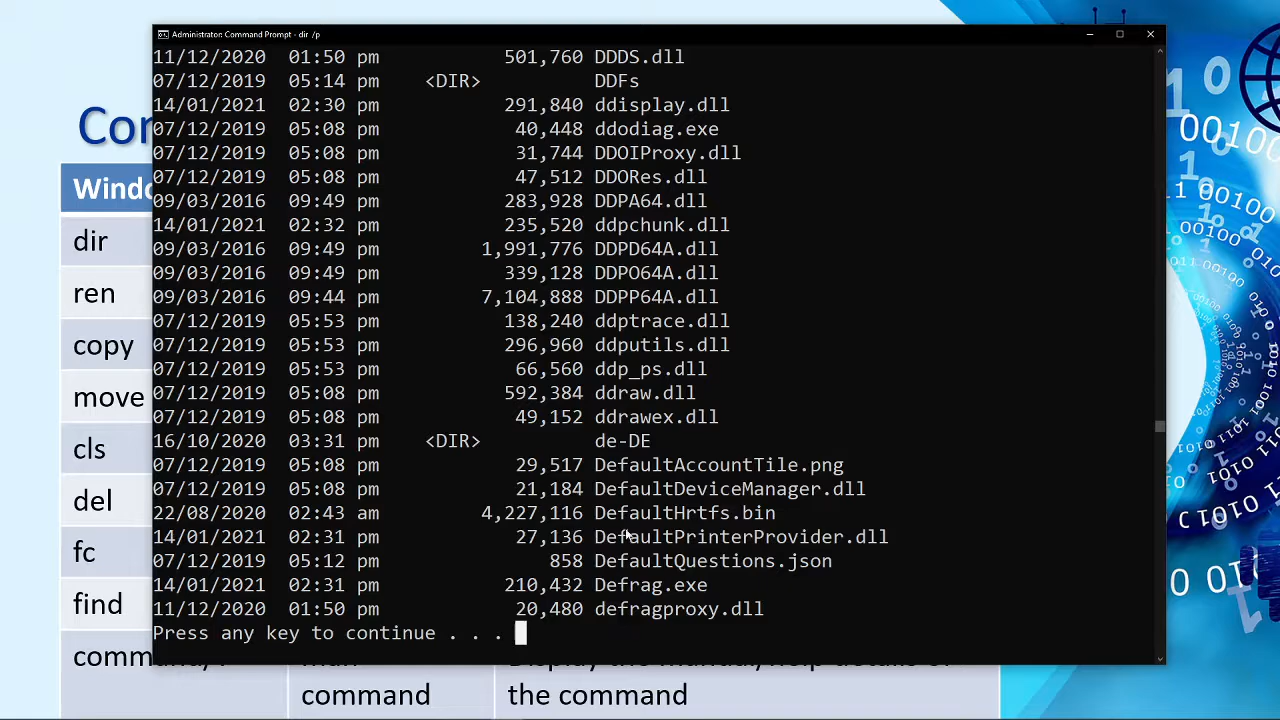 Administrator: Command Prompt - dir /p
11/12/2020 01:50 pm 501,760 DDDS.dll
07/12/2019 05:14 pm <DIR> DDFs
14/01/2021 02:30 pm 291,840 ddisplay.dll
07/12/2019 05:08 pm 40,448 ddodiag.exe
07/12/2019 05:08 pm 31,744 DDOIProxy.dll
07/12/2019 05:08 pm 47,512 DDORes.dll
09/03/2016 09:49 pm 283,928 DDPA64.dll
14/01/2021 02:32 pm 235,520 ddpchunk.dll
09/03/2016 09:49 pm 1,991,776 DDPD64A.dll
09/03/2016 09:49 pm 339,128 DDPO64A.dll
09/03/2016 09:44 pm 7,104,888 DDPP64A.dll
07/12/2019 05:53 pm 138,240 ddptrace.dll
07/12/2019 05:53 pm 296,960 ddputils.dll
07/12/2019 05:53 pm 66,560 ddp_ps.dll
07/12/2019 05:08 pm 592,384 ddraw.dll
07/12/2019 05:08 pm 49,152 ddrawex.dll
16/10/2020 03:31 pm <DIR> de-DE
07/12/2019 05:08 pm 29,517 DefaultAccountTile.png
07/12/2019 05:08 pm 21,184 DefaultDeviceManager.dll
22/08/2020 02:43 am 4,227,116 DefaultHrtfs.bin
14/01/2021 02:31 pm 27,136 DefaultPrinterProvider.dll
07/12/2019 05:12 pm 858 DefaultQuestions.json
14/01/2021 02:31 pm 210,432 Defrag.exe
11/12/2020 01:50 pm 20,480 defragproxy.dll
Press any key to continue . . .
dir
ren
copy
move
cls
del
fc
find
command
the command